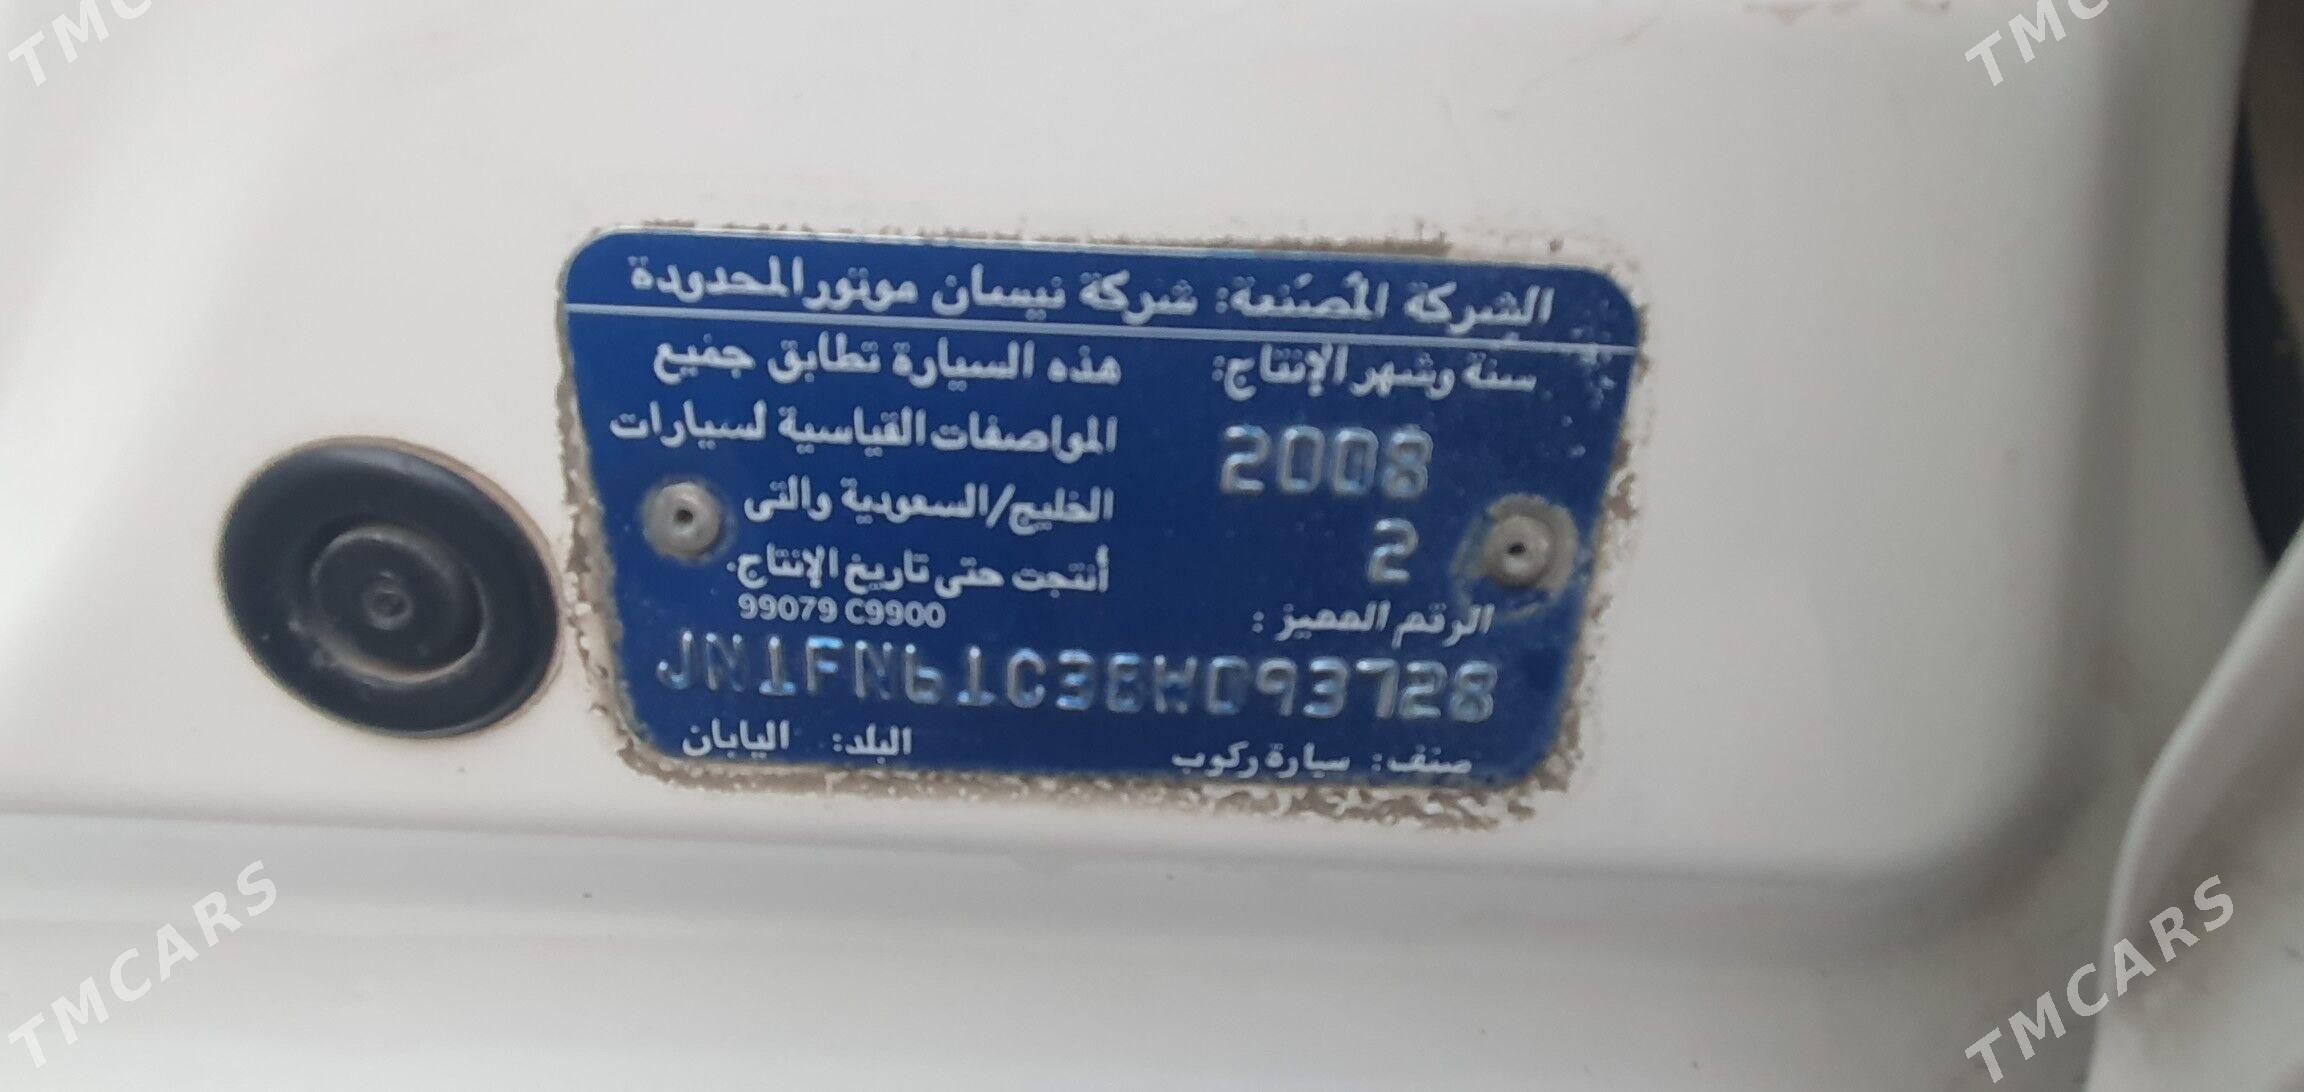 الشركة المُصنعة: شركة نيسان موتور المحدودة
سنة وشهر الإنتاج:
2008
2
هذه السيارة تطابق جميع
المواصفات القياسية لسيارات
الخليج/السعودية والتى
أنتجت حتى تاريخ الإنتاج.
99079 C9900
الرقم المميز :
JN1FN61C38W093728
صنف: سيارة ركوب
البلد: اليابان
TMCARS
TMCARS